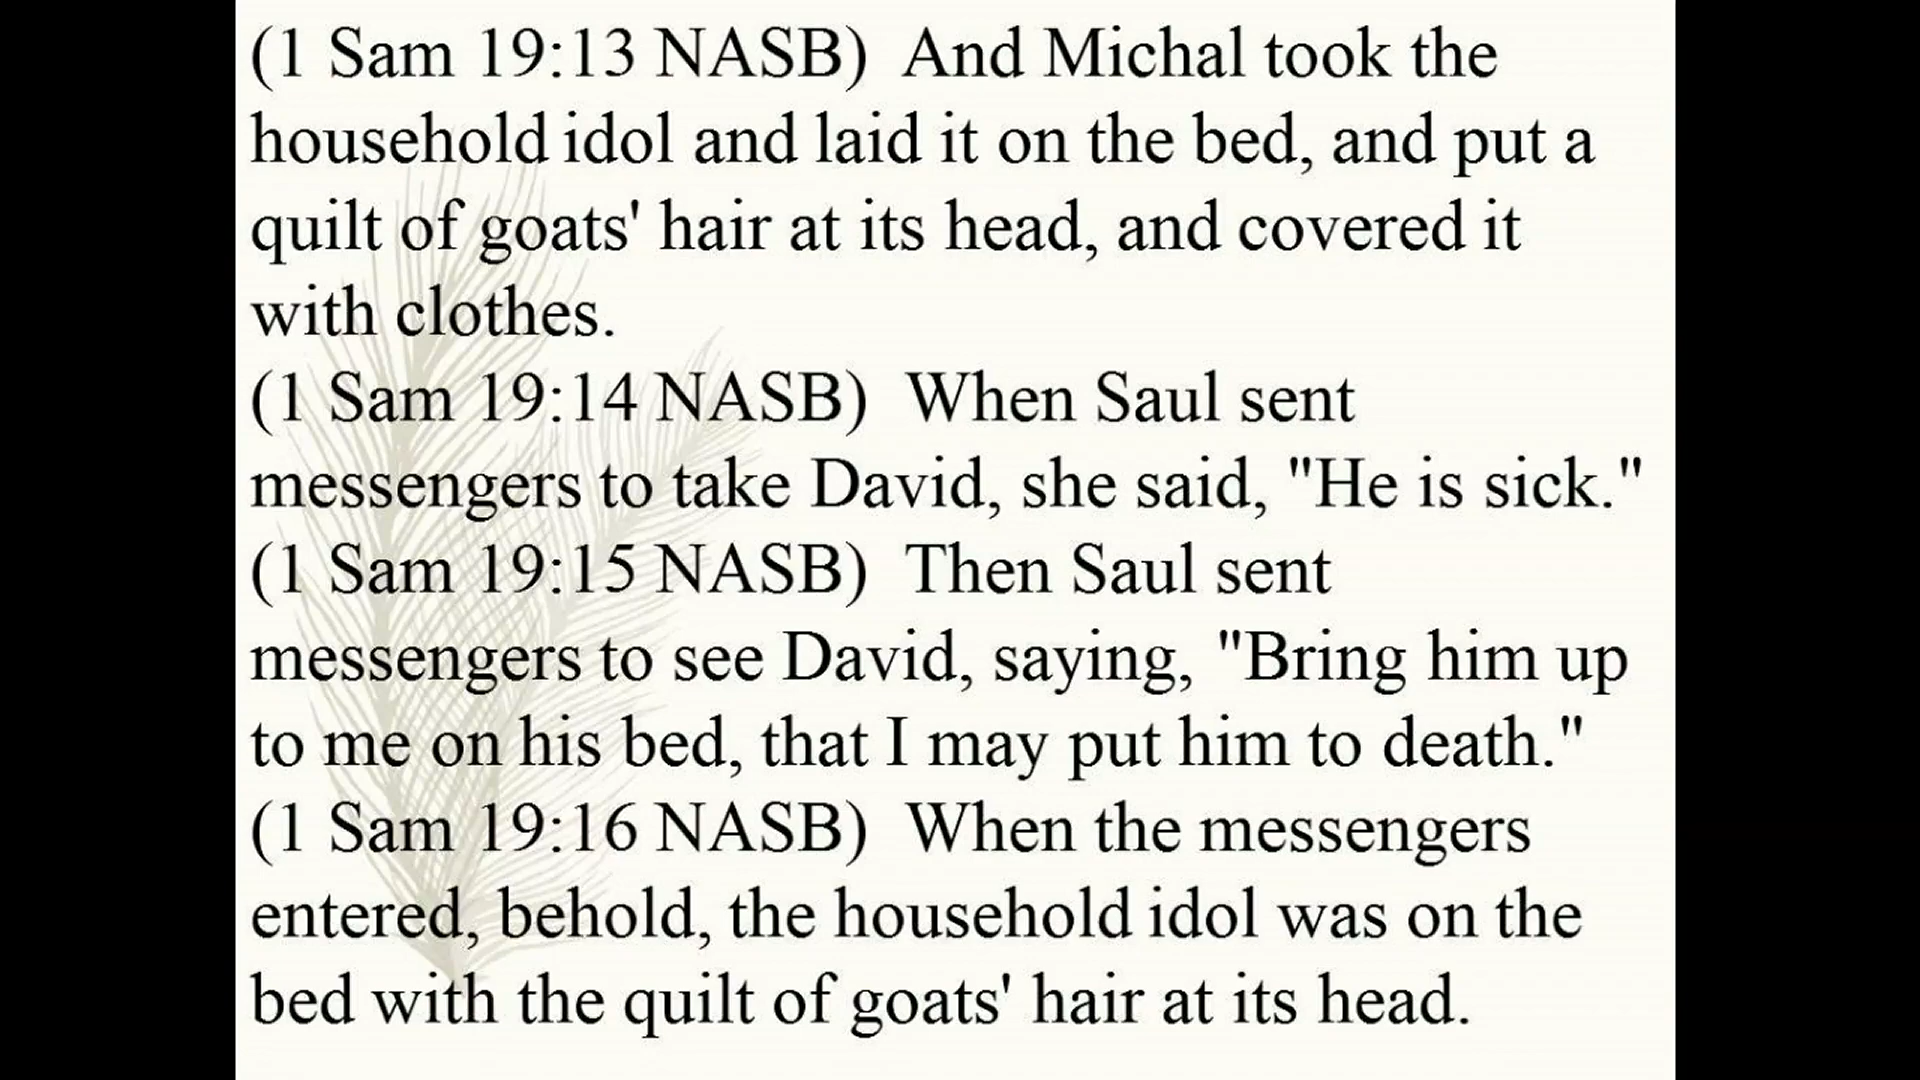 (1 Sam 19:13 NASB)  And Michal took the
household idol and laid it on the bed, and put a
quilt of goats' hair at its head, and covered it
with clothes.
(1 Sam 19:14 NASB)  When Saul sent
messengers to take David, she said, "He is sick."
(1 Sam 19:15 NASB)  Then Saul sent
messengers to see David, saying, "Bring him up
to me on his bed, that I may put him to death."
(1 Sam 19:16 NASB)  When the messengers
entered, behold, the household idol was on the
bed with the quilt of goats' hair at its head.